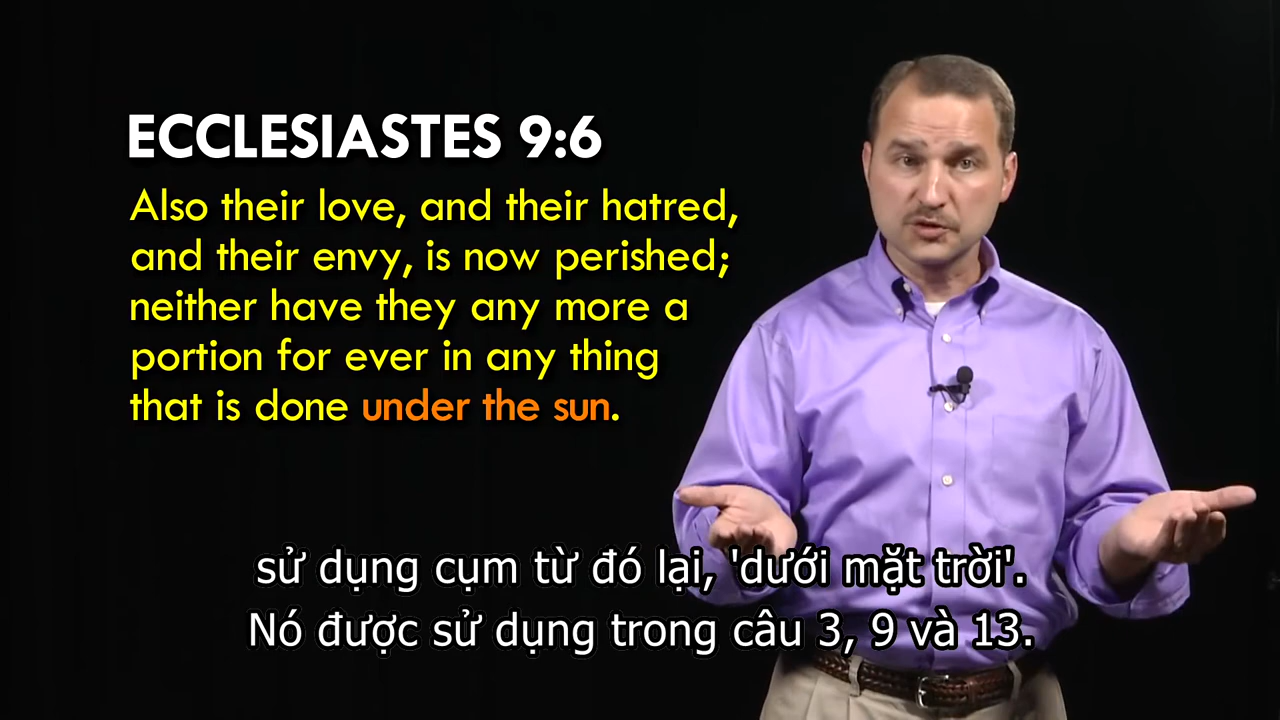 ECCLESIASTES 9:6
Also their love, and their hatred,
and their envy, is now perished;
neither have they any more a
portion for ever in any thing
that is done under the sun.
sử dụng cụm từ đó lại, 'dưới mặt trời'.
Nó được sử dụng trong câu 3, 9 và 13.